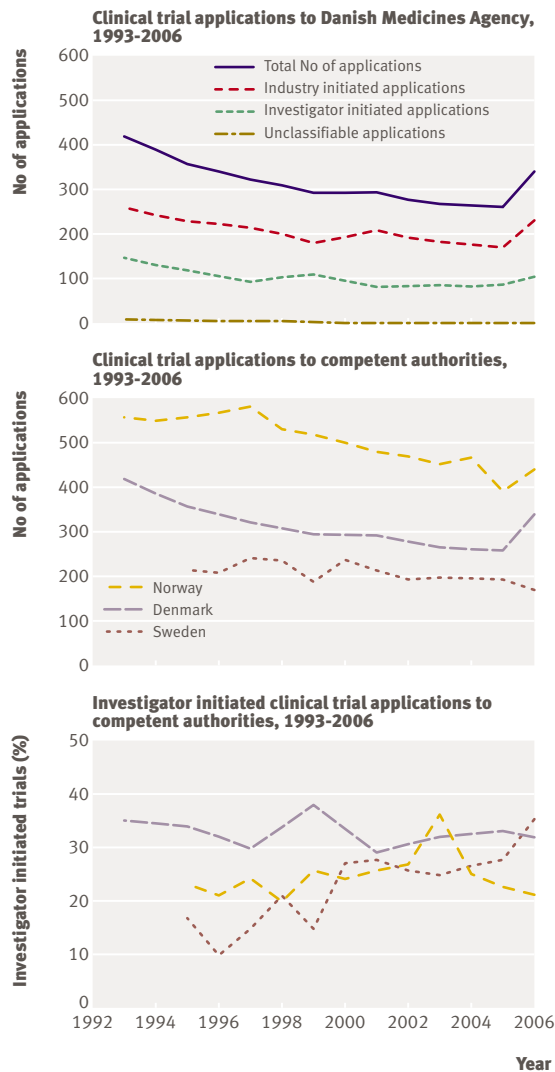 Clinical trial applications to Danish Medicines Agency,
1993-2006
No of applications
600
500
400
300
200
100
0
Total No of applications
Industry initiated applications
Investigator initiated applications
Unclassifiable applications
Clinical trial applications to competent authorities,
1993-2006
No of applications
600
500
400
300
200
100
0
Norway
Denmark
Sweden
Investigator initiated clinical trial applications to
competent authorities, 1993-2006
Investigator initiated trials (%)
50
40
30
20
10
0
1992 1994 1996 1998 2000 2002 2004 2006
Year